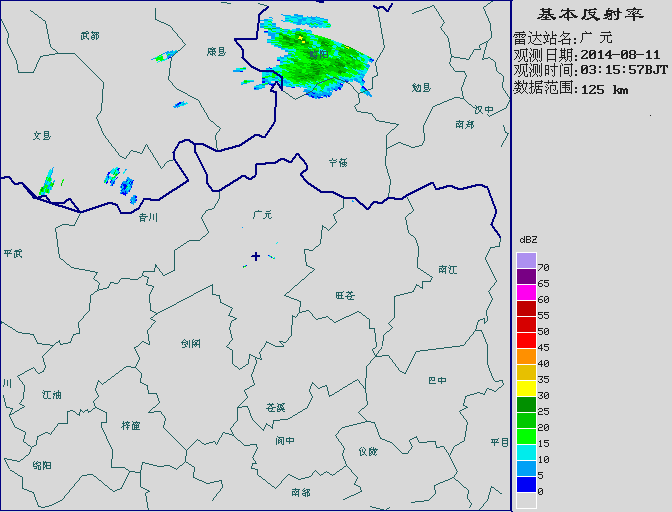 基本反射率
雷达站名:广 元
观测日期:2014-08-11
观测时间:03:15:57BJT
数据范围:125 km
武都
康县
略阳
勉县
汉中
南郑
文县
宁强
青川
广元
平武
南江
旺苍
剑阁
川
江油
巴中
苍溪
梓潼
阆中
仪陇
平昌
绵阳
南部
dBZ
70
65
60
55
50
45
40
35
30
25
20
15
10
5
0